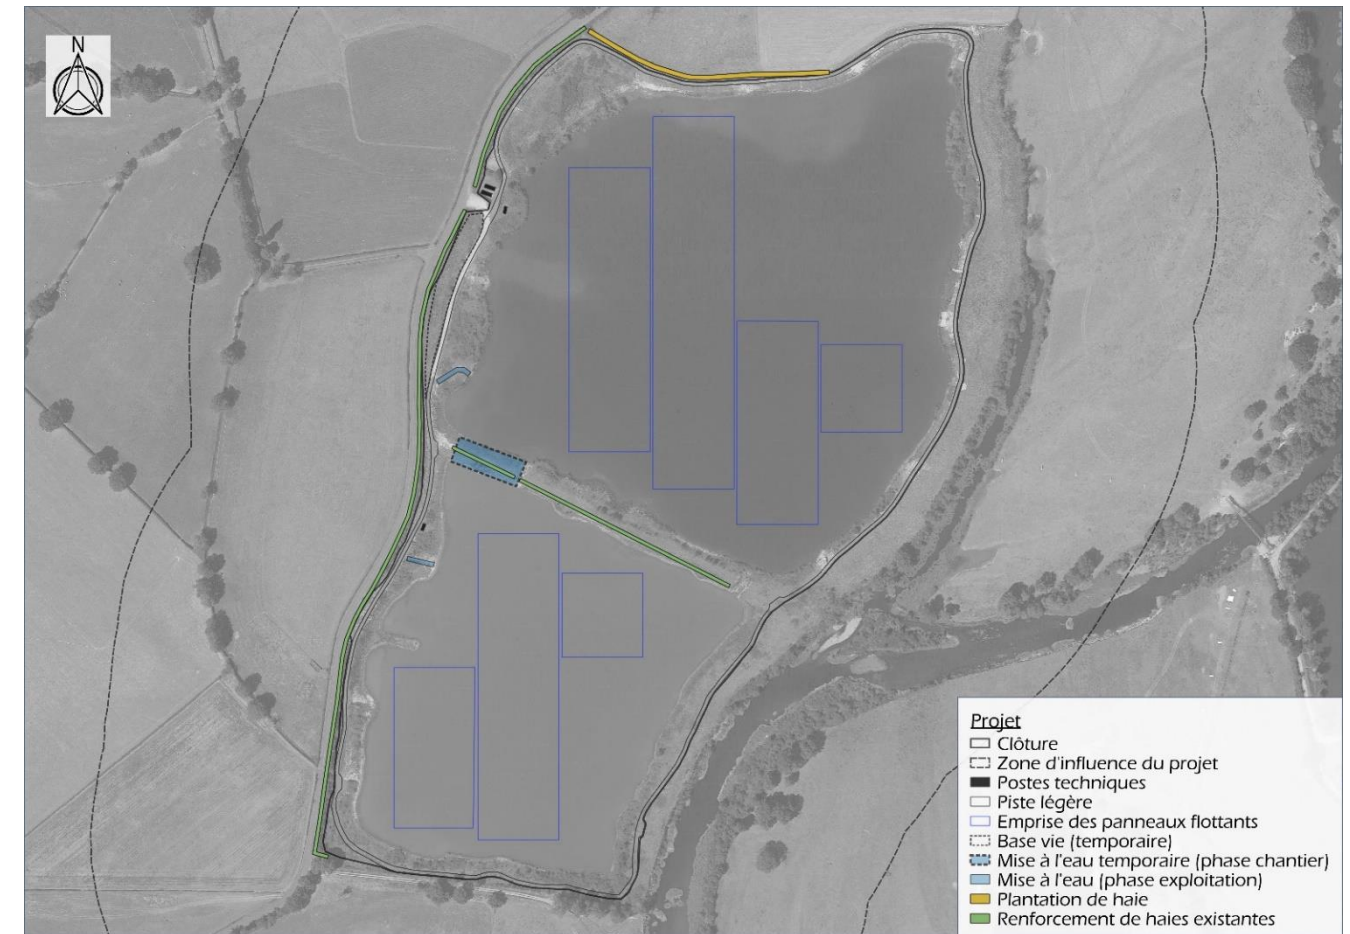 N
Projet
Clôture
Zone d'influence du projet
Postes techniques
Piste légère
Emprise des panneaux flottants
Base vie (temporaire)
Mise à l'eau temporaire (phase chantier)
Mise à l'eau (phase exploitation)
Plantation de haie
Renforcement de haies existantes